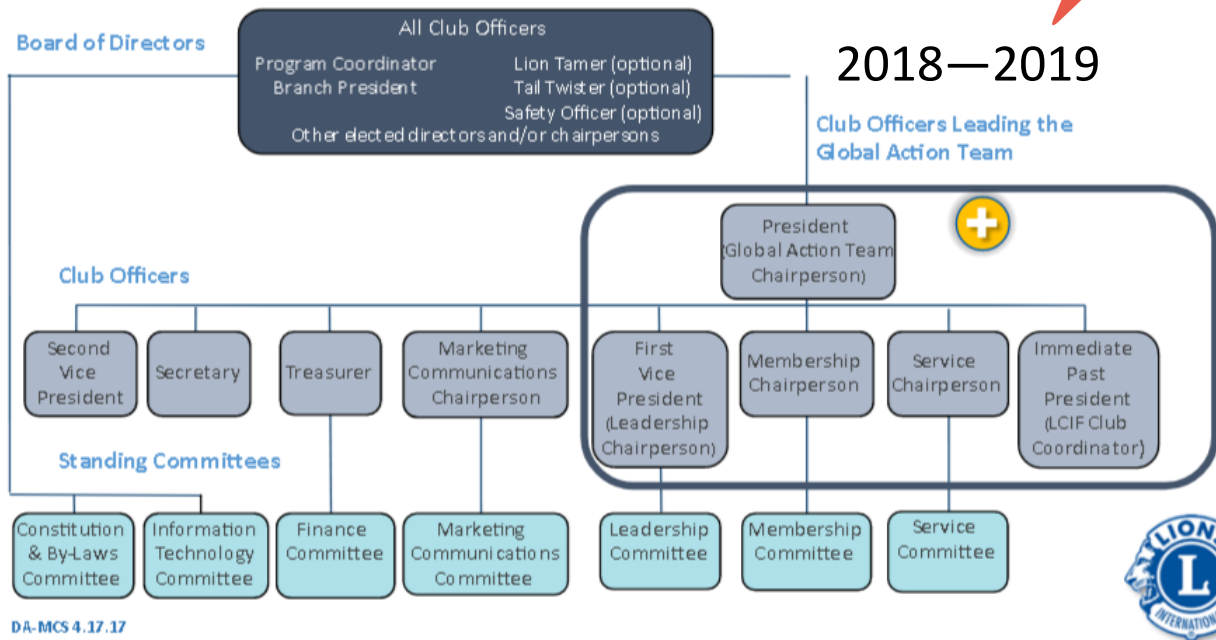 Board of Directors
All Club Officers
Program Coordinator
Lion Tamer (optional)
Branch President
Tail Twister (optional)
Safety Officer (optional)
Other elected directors and/or chairpersons
2018—2019
Club Officers Leading the
Global Action Team
President
(Global Action Team
Chairperson)
Club Officers
Second
Vice
President
Secretary
Treasurer
Marketing
Communications
Chairperson
First
Vice
President
(Leadership
Chairperson)
Membership
Chairperson
Service
Chairperson
Immediate
Past
President
(LCIF Club
Coordinator)
Standing Committees
Constitution
& By-Laws
Committee
Information
Technology
Committee
Finance
Committee
Marketing
Communications
Committee
Leadership
Committee
Membership
Committee
Service
Committee
LIONS
L
INTERNATIONAL
DA-MCS 4.17.17